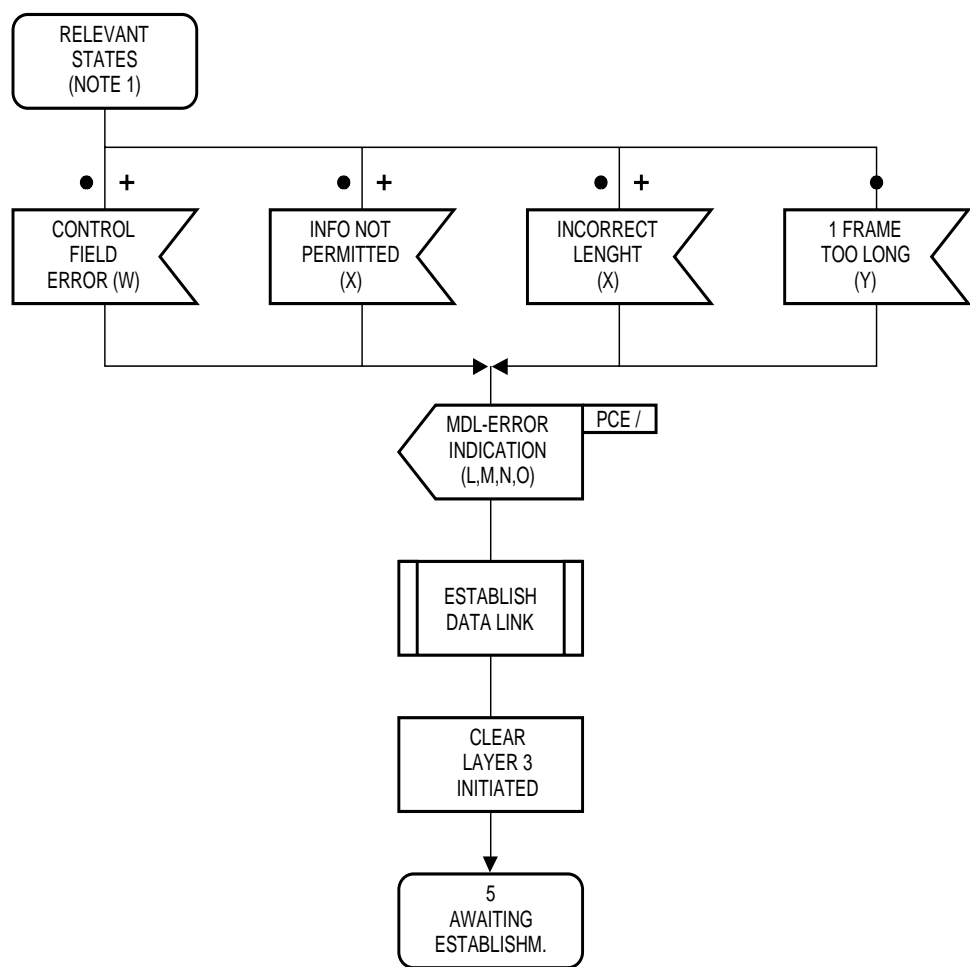 RELEVANT
STATES
(NOTE 1)
+
+
+
CONTROL
FIELD
ERROR (W)
INFO NOT
PERMITTED
(X)
INCORRECT
LENGHT
(X)
1 FRAME
TOO LONG
(Y)
MDL-ERROR
INDICATION
(L,M,N,O)
PCE /
ESTABLISH
DATA LINK
CLEAR
LAYER 3
INITIATED
5
AWAITING
ESTABLISHM.